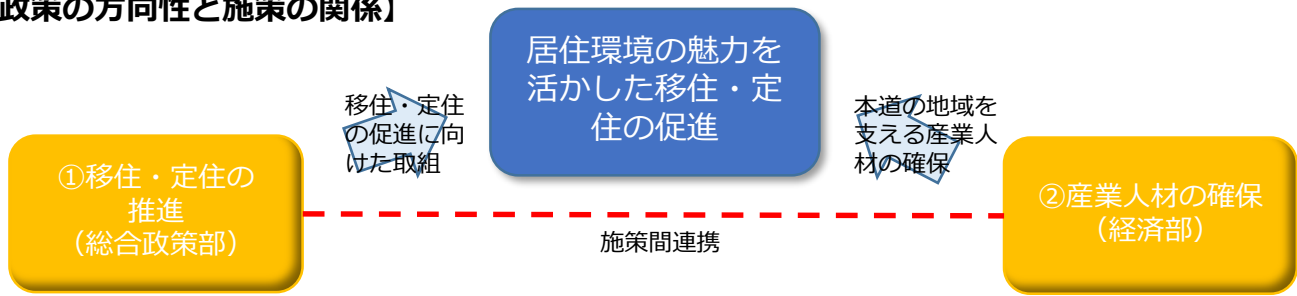 政策の方向性と施策の関係】
居住環境の魅力を
活かした移住・定
住の促進
移住・定住
の促進に向
けた取組
本道の地域を
支える産業人
材の確保
①移住・定住の
推進
（総合政策部）
②産業人材の確保
（経済部）
施策間連携